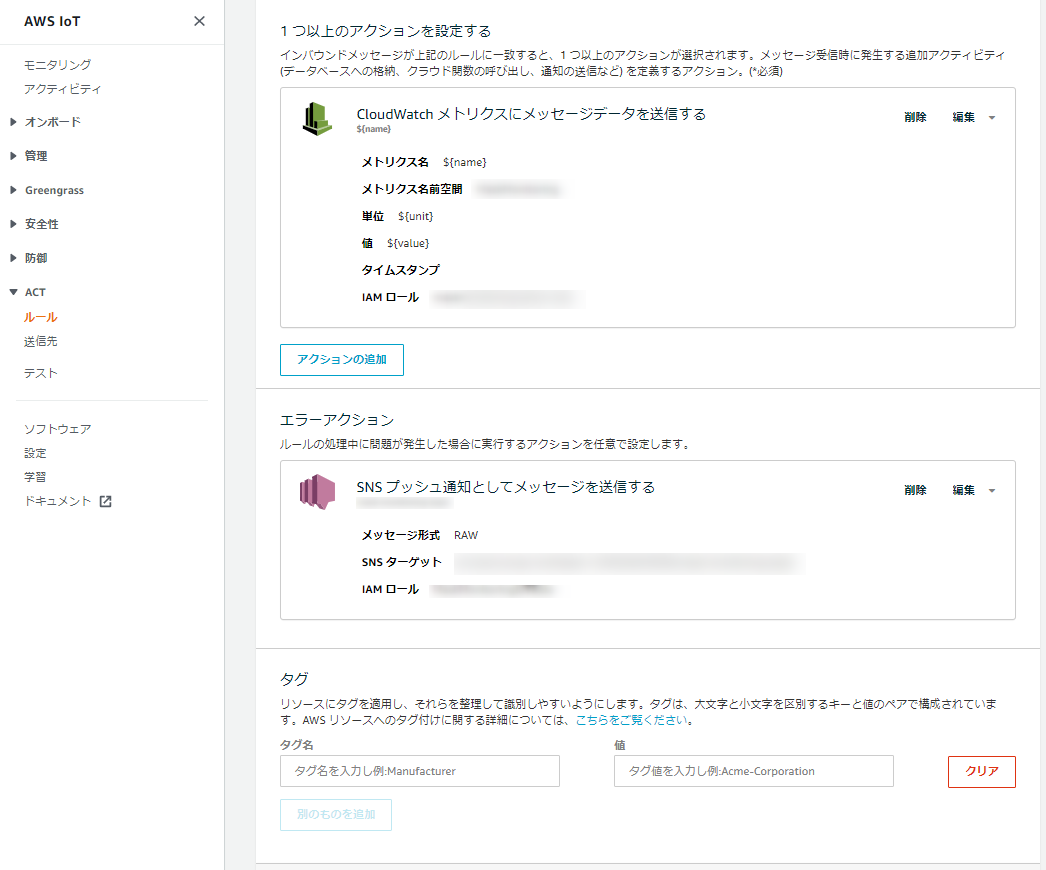 AWS IoT
モニタリング
アクティビティ
オンボード
管理
Greengrass
安全性
防御
ACT
ルール
送信先
テスト
ソフトウェア
設定
学習
ドキュメント
1 つ以上のアクションを設定する
インバウンドメッセージが上記のルールに一致すると、1 つ以上のアクションが選択されます。メッセージ受信時に発生する追加アクティビティ
(データベースへの格納、クラウド関数の呼び出し、通知の送信など) を定義するアクション。(*必須)
CloudWatch メトリクスにメッセージデータを送信する
${name}
削除 編集
メトリクス名 ${name}
メトリクス名前空間
単位 ${unit}
値 ${value}
タイムスタンプ
IAM ロール
アクションの追加
エラーアクション
ルールの処理中に問題が発生した場合に実行するアクションを任意で設定します。
SNS プッシュ通知としてメッセージを送信する
削除 編集
メッセージ形式 RAW
SNS ターゲット
IAM ロール
タグ
リソースにタグを適用し、それらを整理して識別しやすいようにします。タグは、大文字と小文字を区別するキーと値のペアで構成されていま
す。AWS リソースへのタグ付けに関する詳細については、こちらをご覧ください。
タグ名 値
タグ名を入力し例:Manufacturer タグ値を入力し例:Acme-Corporation クリア
別のものを追加